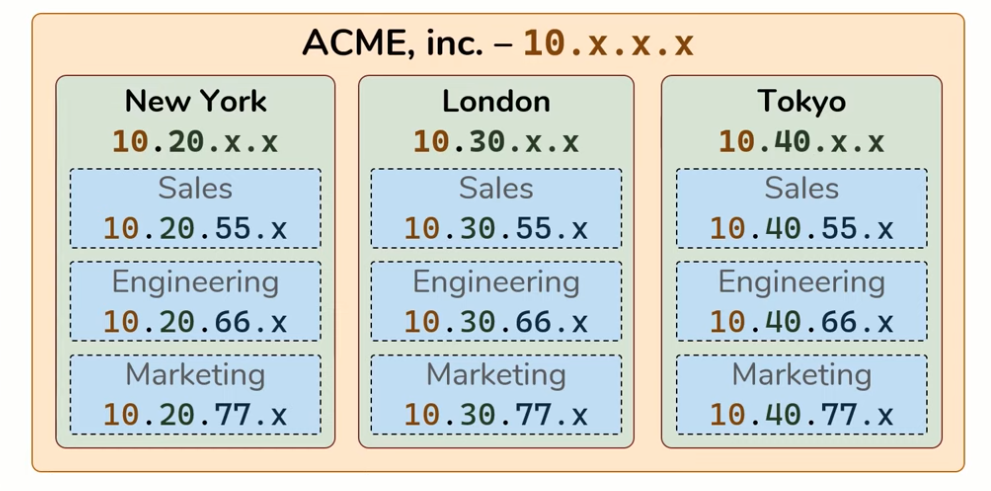 ACME, inc. – 10.x.x.x
New York
10.20.x.x
Sales
10.20.55.x
Engineering
10.20.66.x
Marketing
10.20.77.x
London
10.30.x.x
Sales
10.30.55.x
Engineering
10.30.66.x
Marketing
10.30.77.x
Tokyo
10.40.x.x
Sales
10.40.55.x
Engineering
10.40.66.x
Marketing
10.40.77.x